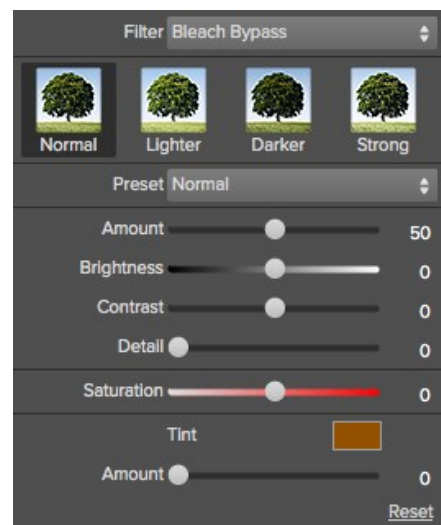 Filter Bleach Bypass
Normal Lighter Darker Strong
Preset Normal
Amount 50
Brightness 0
Contrast 0
Detail 0
Saturation 0
Tint
Amount 0
Reset